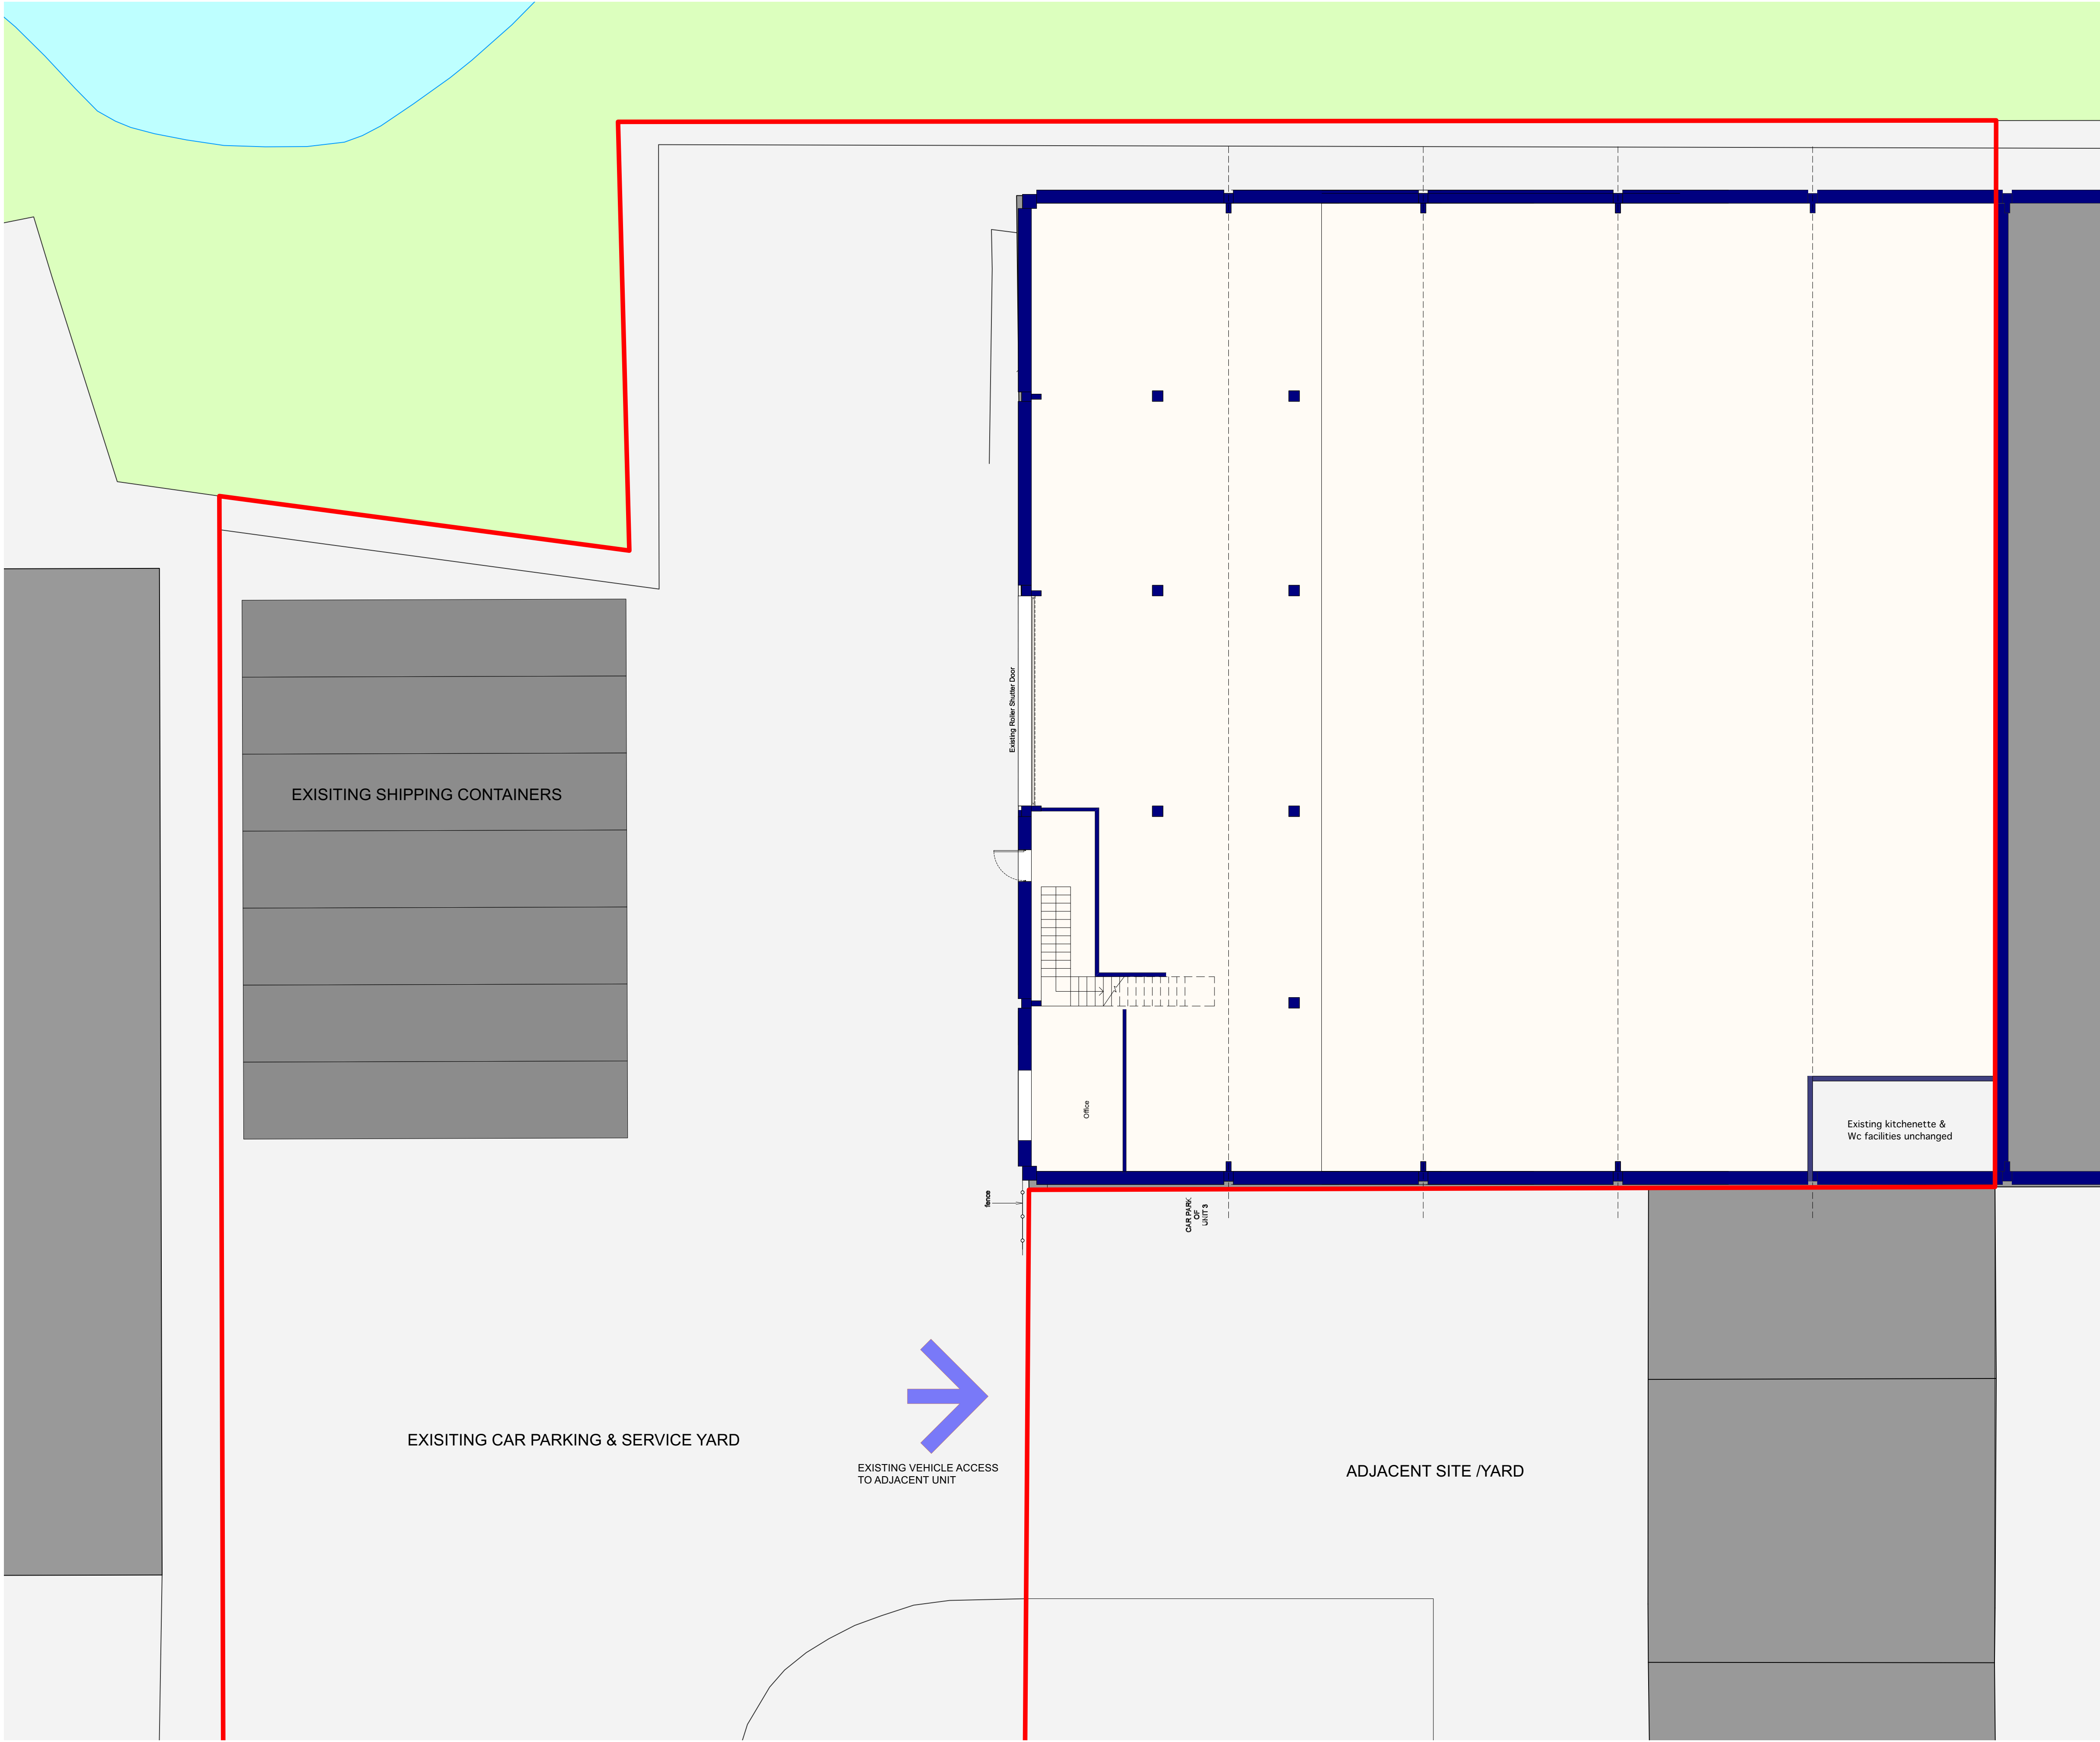 Existing Roller Shutter Door
EXISITING SHIPPING CONTAINERS
Office
Existing kitchenette &
Wc facilities unchanged
fence
CAR PARK
OF
UNIT 3
EXISITING CAR PARKING & SERVICE YARD
EXISTING VEHICLE ACCESS
TO ADJACENT UNIT
ADJACENT SITE /YARD